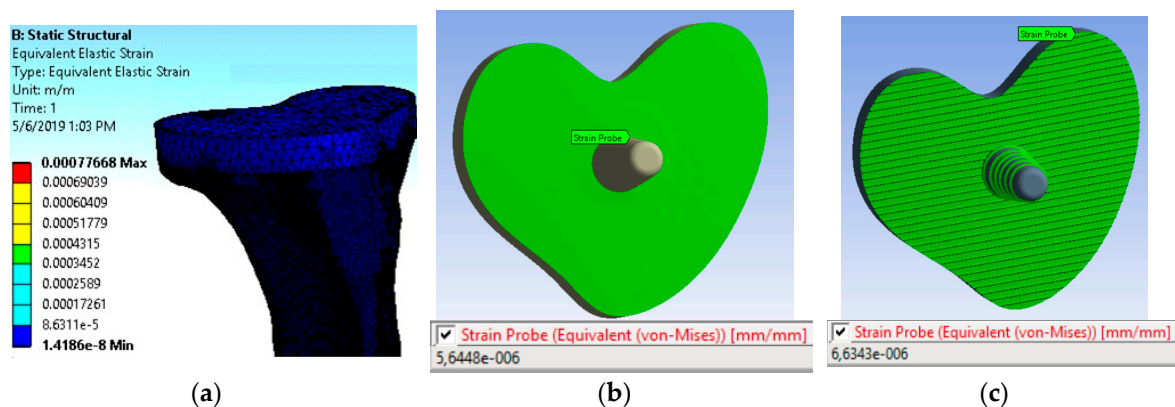 B: Static Structural
Equivalent Elastic Strain
Type: Equivalent Elastic Strain
Unit: m/m
Time: 1
5/6/2019 1:03 PM
0.00077668 Max
0.00069039
0.00060409
0.00051779
0.0004315
0.0003452
0.0002589
0.00017261
8.6311e-5
1.4186e-8 Min
(a)
Strain Probe
Strain Probe (Equivalent (von-Mises)) [mm/mm]
5,6448e-006
(b)
Strain Probe
Strain Probe (Equivalent (von-Mises)) [mm/mm]
6,6343e-006
(c)